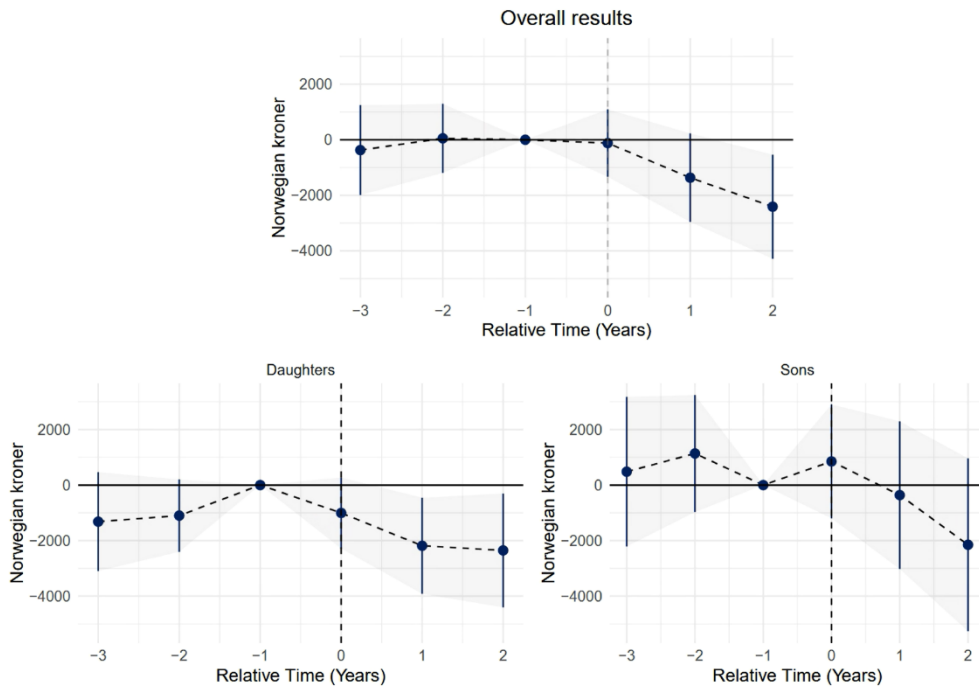 Overall results
Norwegian kroner
2000
0
−2000
−4000
−3 −2 −1 0 1 2
Relative Time (Years)
Daughters
Norwegian kroner
2000
0
−2000
−4000
−3 −2 −1 0 1 2
Relative Time (Years)
Sons
Norwegian kroner
2000
0
−2000
−4000
−3 −2 −1 0 1 2
Relative Time (Years)